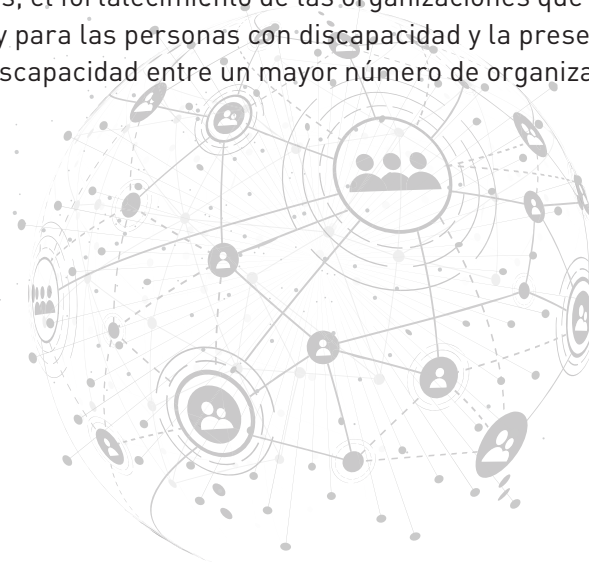 el fortalecimiento de las organizaciones que
y para las personas con discapacidad y la
entre un mayor número de